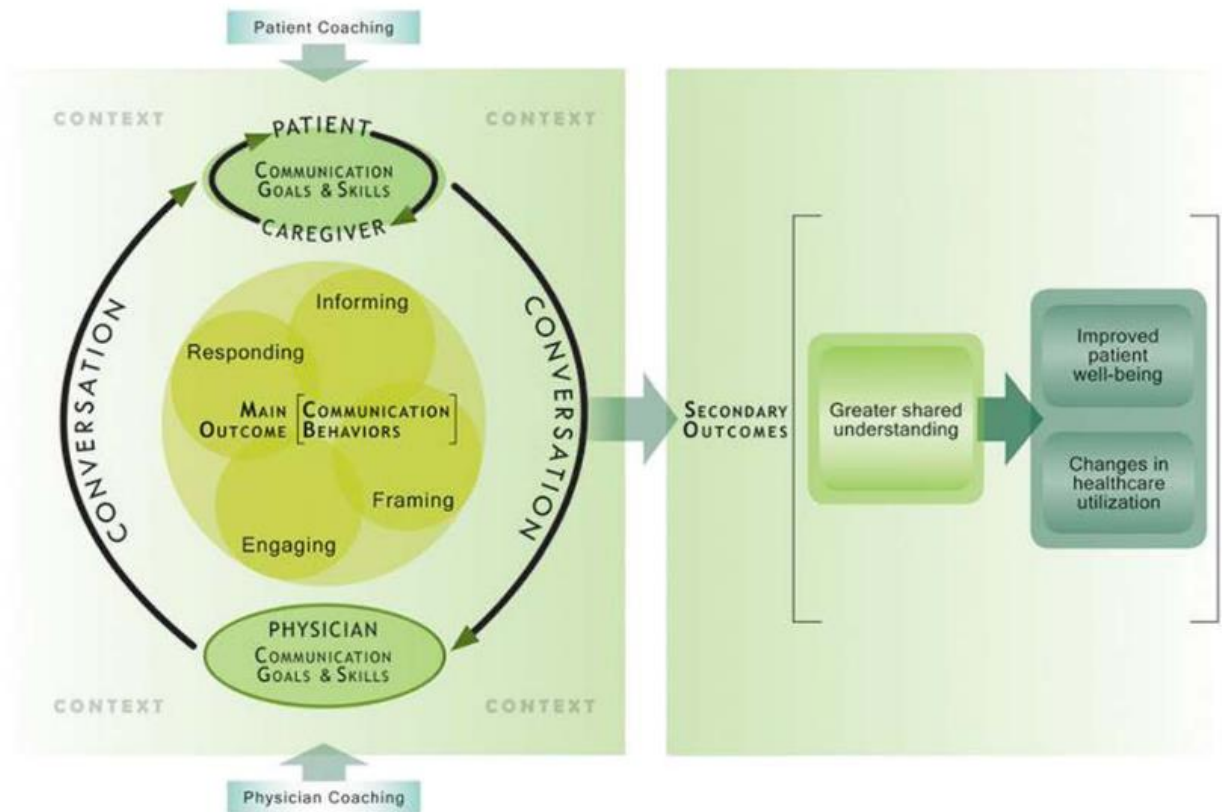 Patient Coaching
CONTEXT
CONTEXT
PATIENT
COMMUNICATION
GOALS & SKILLS
CAREGIVER
CONVERSATION
CONVERSATION
Informing
Responding
MAIN
OUTCOME
[COMMUNICATION
BEHAVIORS]
Framing
Engaging
PHYSICIAN
COMMUNICATION
GOALS & SKILLS
CONTEXT
CONTEXT
Physician Coaching
SECONDARY
OUTCOMES
Greater shared
understanding
Improved
patient
well-being
Changes in
healthcare
utilization